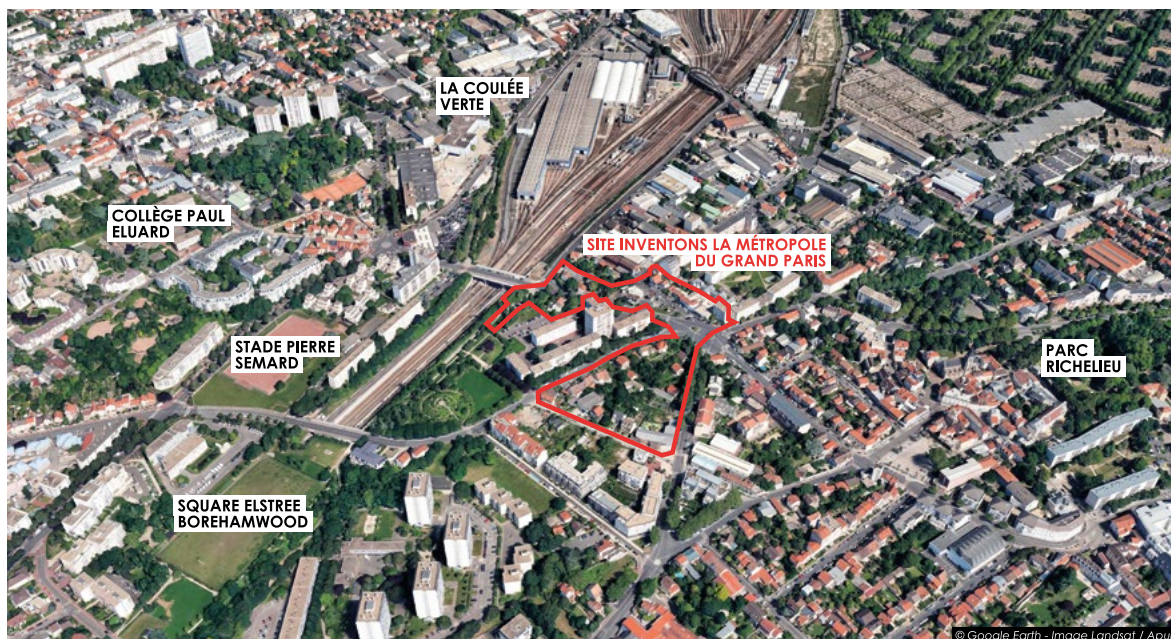 LA COULÉE
VERTE
COLLÈGE PAUL
ELUARD
SITE INVENTONS LA MÉTROPOLE
DU GRAND PARIS
STADE PIERRE
SEMARD
PARC
RICHELIEU
SQUARE ELSTREE
BOREHAMWOOD
© Google Earth - Image Landsat /